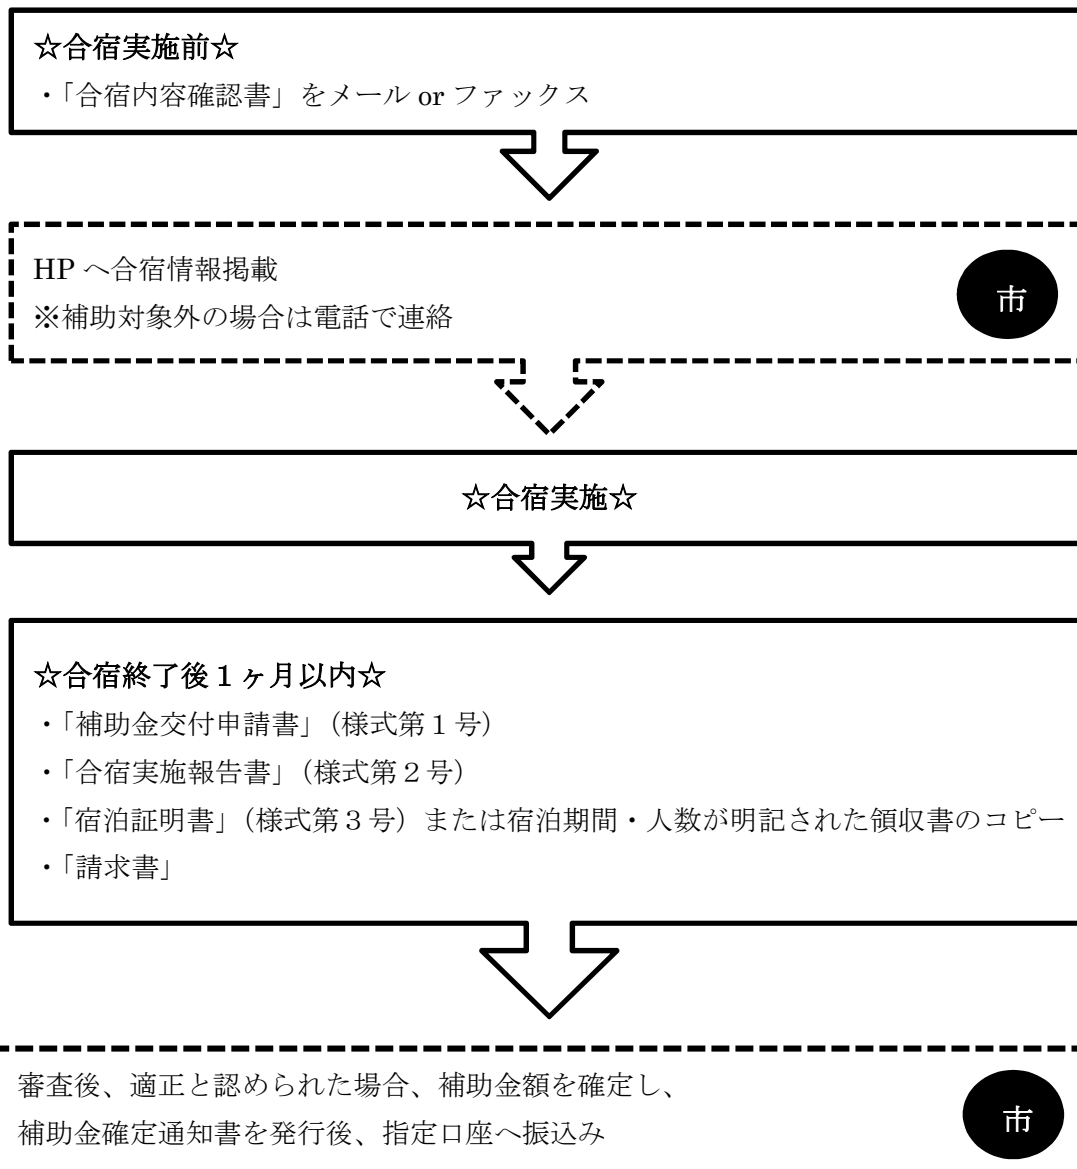 ☆合宿実施前☆
・「合宿内容確認書」をメール or ファックス
HP へ合宿情報掲載
※補助対象外の場合は電話で連絡
市
☆合宿実施☆
☆合宿終了後１ヶ月以内☆
・「補助金交付申請書」（様式第１号）
・「合宿実施報告書」（様式第２号）
・「宿泊証明書」（様式第３号）または宿泊期間・人数が明記された領収書のコピー
・「請求書」
審査後、適正と認められた場合、補助金額を確定し、
補助金確定通知書を発行後、指定口座へ振込み
市